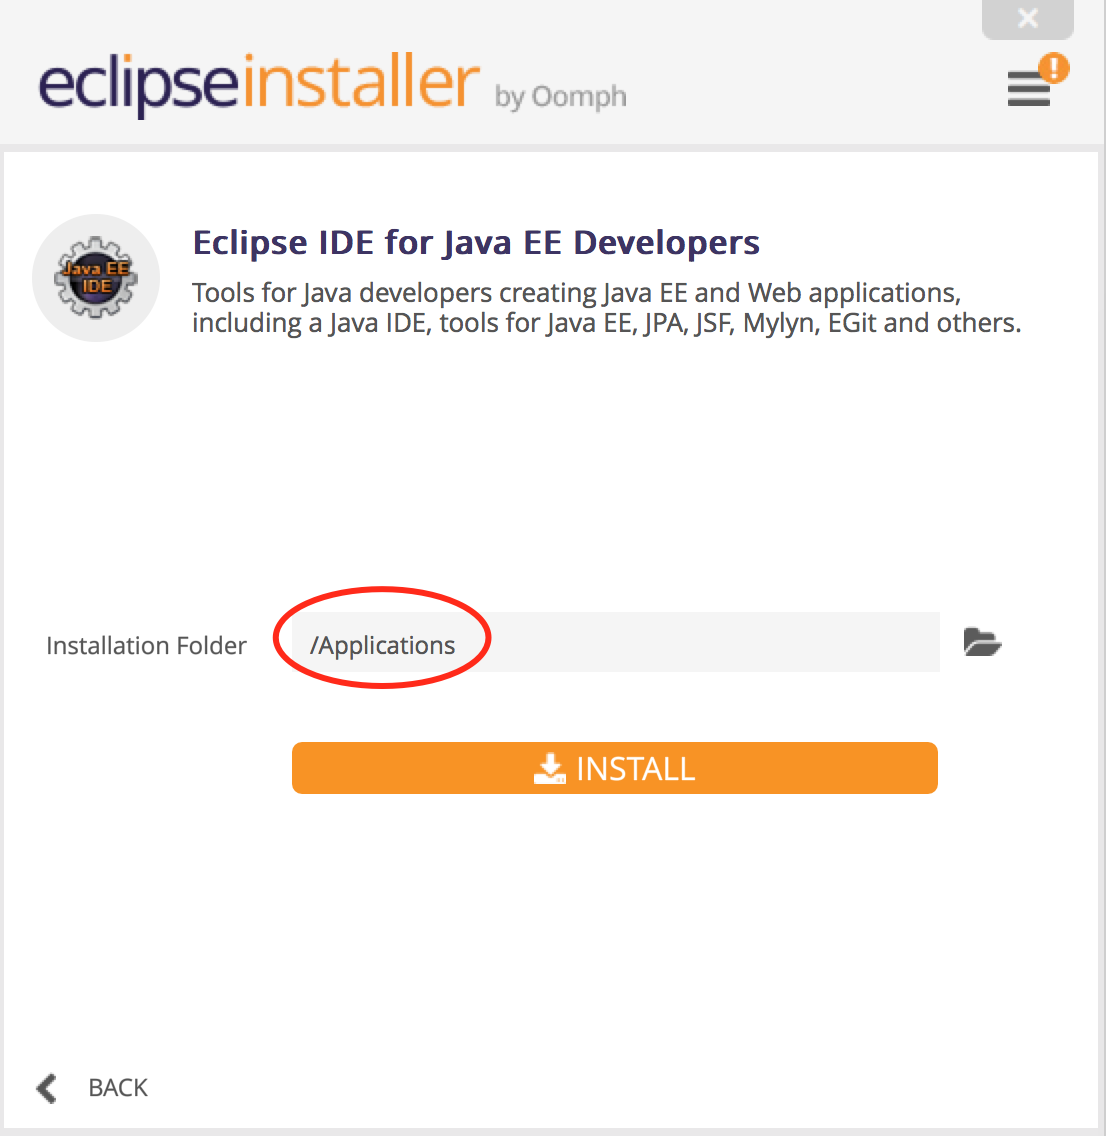 eclipseinstaller by Oomph
Java EE
IDE
Eclipse IDE for Java EE Developers
Tools for Java developers creating Java EE and Web applications,
including a Java IDE, tools for Java EE, JPA, JSF, Mylyn, EGit and others.
Installation Folder /Applications
INSTALL
BACK